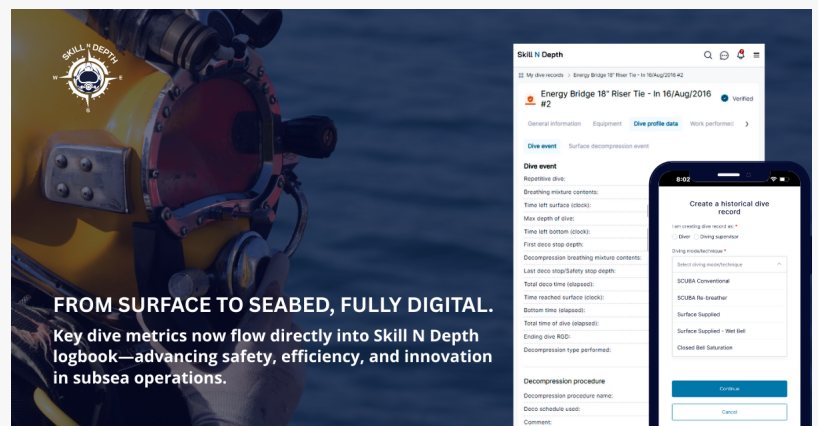 SKILL N DEPTH
W
E
S
FROM SURFACE TO SEABED, FULLY DIGITAL.
Key dive metrics now flow directly into Skill N Depth
logbook—advancing safety, efficiency, and innovation
in subsea operations.
Skill N Depth
My dive records > Energy Bridge 18" Riser Tie - In 16/Aug/2016 #2
Energy Bridge 18" Riser Tie - In 16/Aug/2016
#2
Verified
General information Equipment Dive profile data Work performed
Dive event Surface decompression event
Dive event
Repetitive dive:
Breathing mixture contents:
Time left surface (clock):
Max depth of dive:
Time left bottom (clock):
First deco stop depth:
Decompression breathing mixture contents:
Last deco stop/Safety stop depth:
Total deco time (elapsed):
Time reached surface (clock):
Bottom time (elapsed):
Total time of dive (elapsed):
Ending dive RGD:
Decompression type performed:
Decompression procedure
Decompression procedure name:
Deco schedule used:
Comment:
8:02
Create a historical dive
record
I am creating dive record as: *
Diver Diving supervisor
Diving mode/technique *
Select diving mode/technique
SCUBA Conventional
SCUBA Re-breather
Surface Supplied
Surface Supplied - Wet Bell
Closed Bell Saturation
Continue
Cancel